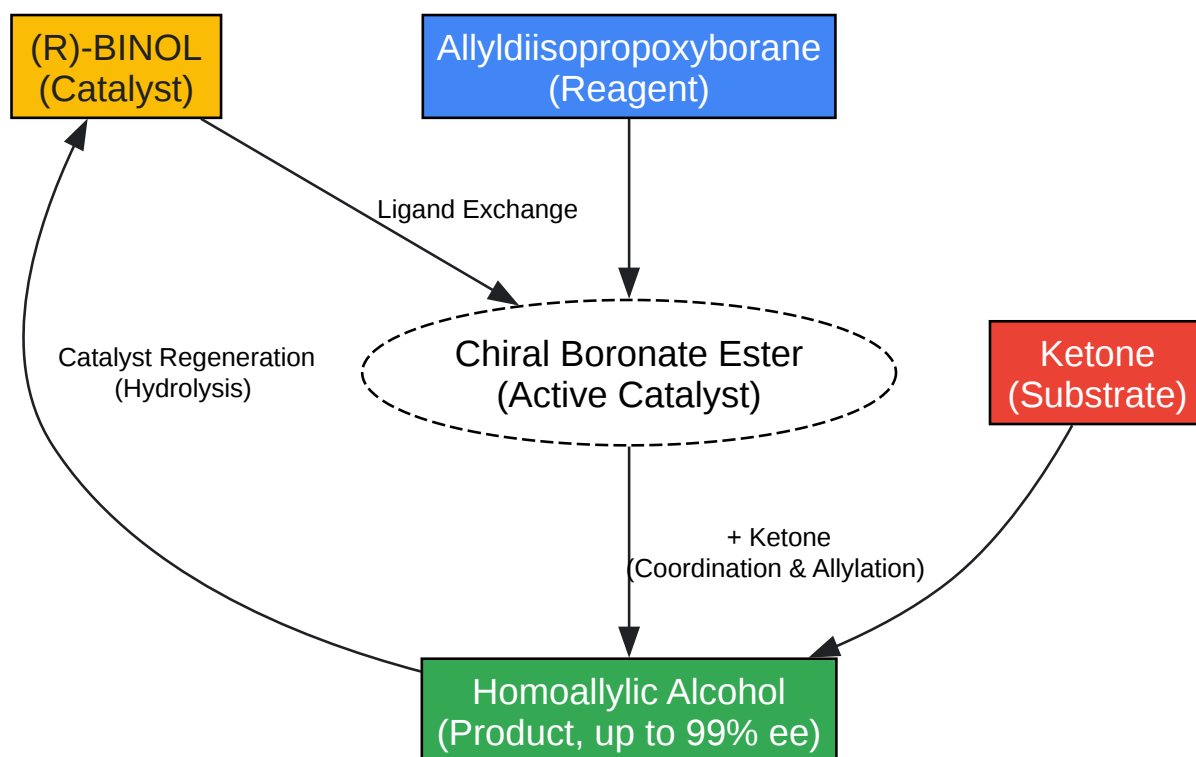 (R)-BINOL
(Catalyst)
Allyldiisopropoxyborane
(Reagent)
Ligand Exchange
Chiral Boronate Ester
(Active Catalyst)
Ketone
(Substrate)
Catalyst Regeneration
(Hydrolysis)
+ Ketone
(Coordination & Allylation)
Homoallylic Alcohol
(Product, up to 99% ee)